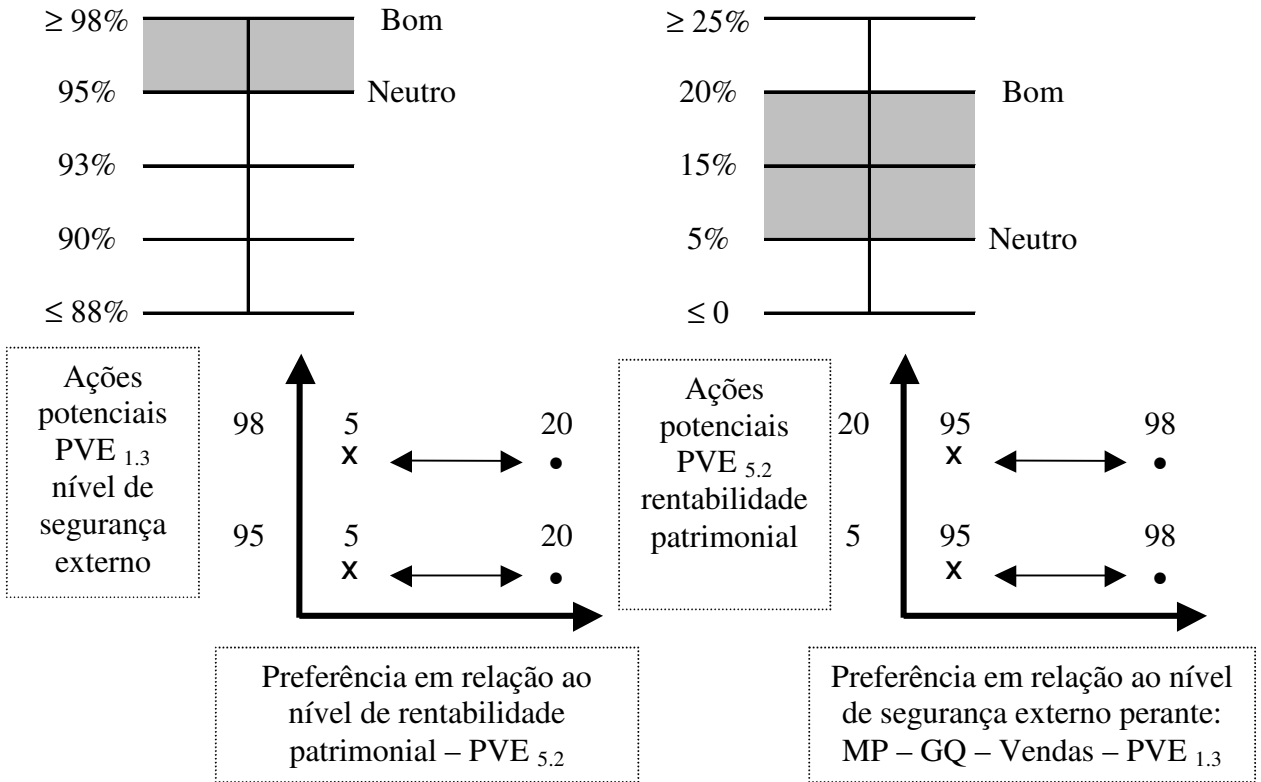 ≥ 98% Bom
95% Neutro
93%
90%
≤ 88%
≥ 25%
20% Bom
15%
5% Neutro
≤ 0
Ações
potenciais
PVE 1.3
nível de
segurança
externo
98 5 20
x
95 5 20
x
Preferência em relação ao
nível de rentabilidade
patrimonial – PVE 5.2
Ações
potenciais
PVE 5.2
rentabilidade
patrimonial
20 95 98
x
5 95 98
x
Preferência em relação ao nível
de segurança externo perante:
MP – GQ – Vendas – PVE 1.3